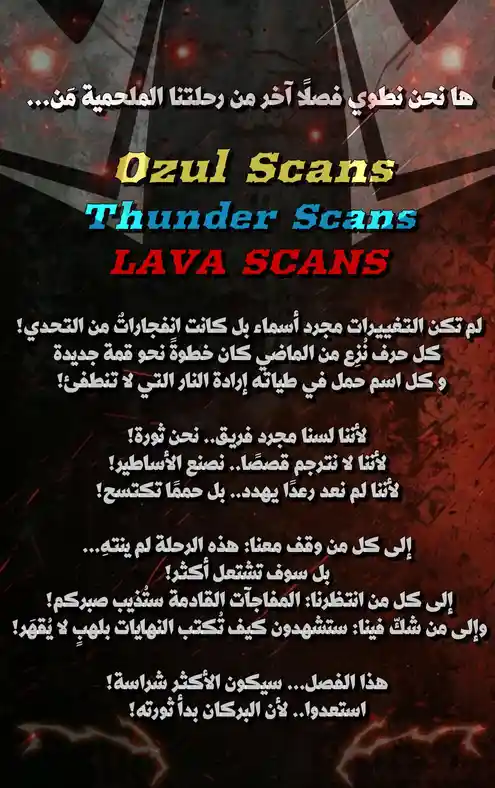 ها نحن نطوي فصلًا آخر من رحلتنا الملحمية مَن...
Ozul Scans
Thunder Scans
LAVA SCANS
لم تكن التغييرات مجرد أسماء بل كانت انفجاراتٌ من التحدي!
كل حرف نُزِع من الماضي كان خطوةً نحو قمة جديدة
و كل اسم حمل في طياته إرادة النار التي لا تنطفئ!
لأننا لسنا مجرد فريق.. نحن ثورة!
لأننا لا نترجم قصصًا.. نصنع الأساطير!
لأننا لم نعد رعدًا يهدد.. بل حممًا تكتسح!
إلى كل من وقف معنا: هذه الرحلة لم ينتهِ...
بل سوف تشتعل أكثر!
إلى كل من انتظرنا: المفاجآت القادمة ستُذيب صبركم!
وإلى من شكّ فينا: ستشهدون كيف تُكتب النهايات بلهبٍ لا يُقهَر!
هذا الفصل... سيكون الأكثر شراسة!
استعدوا.. لأن البركان بدأ ثورته!